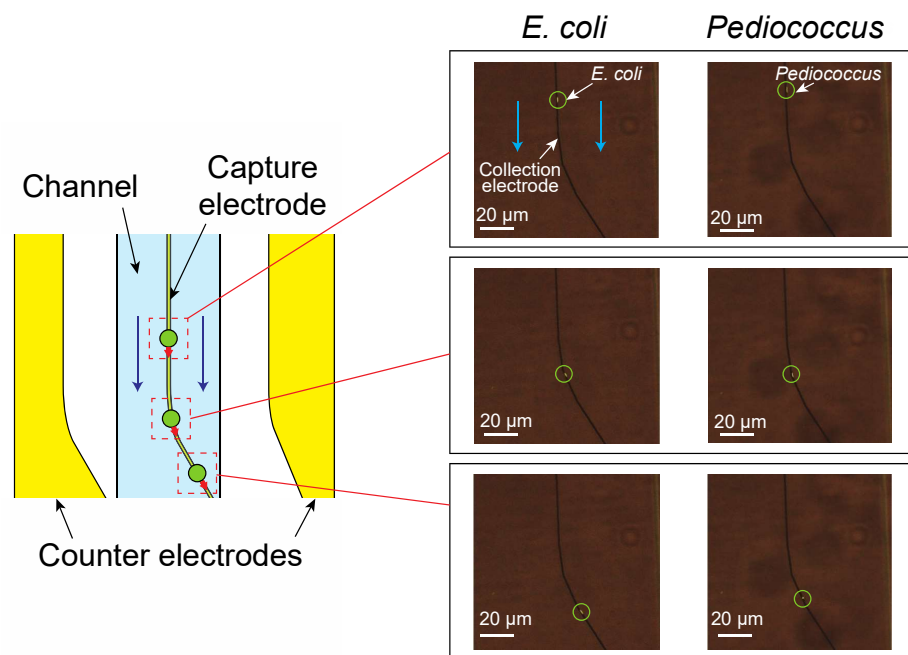 E. coli
Pediococcus
E. coli
Pediococcus
Collection
electrode
20 µm
20 µm
Channel
Capture
electrode
20 µm
20 µm
Counter electrodes
20 µm
20 µm